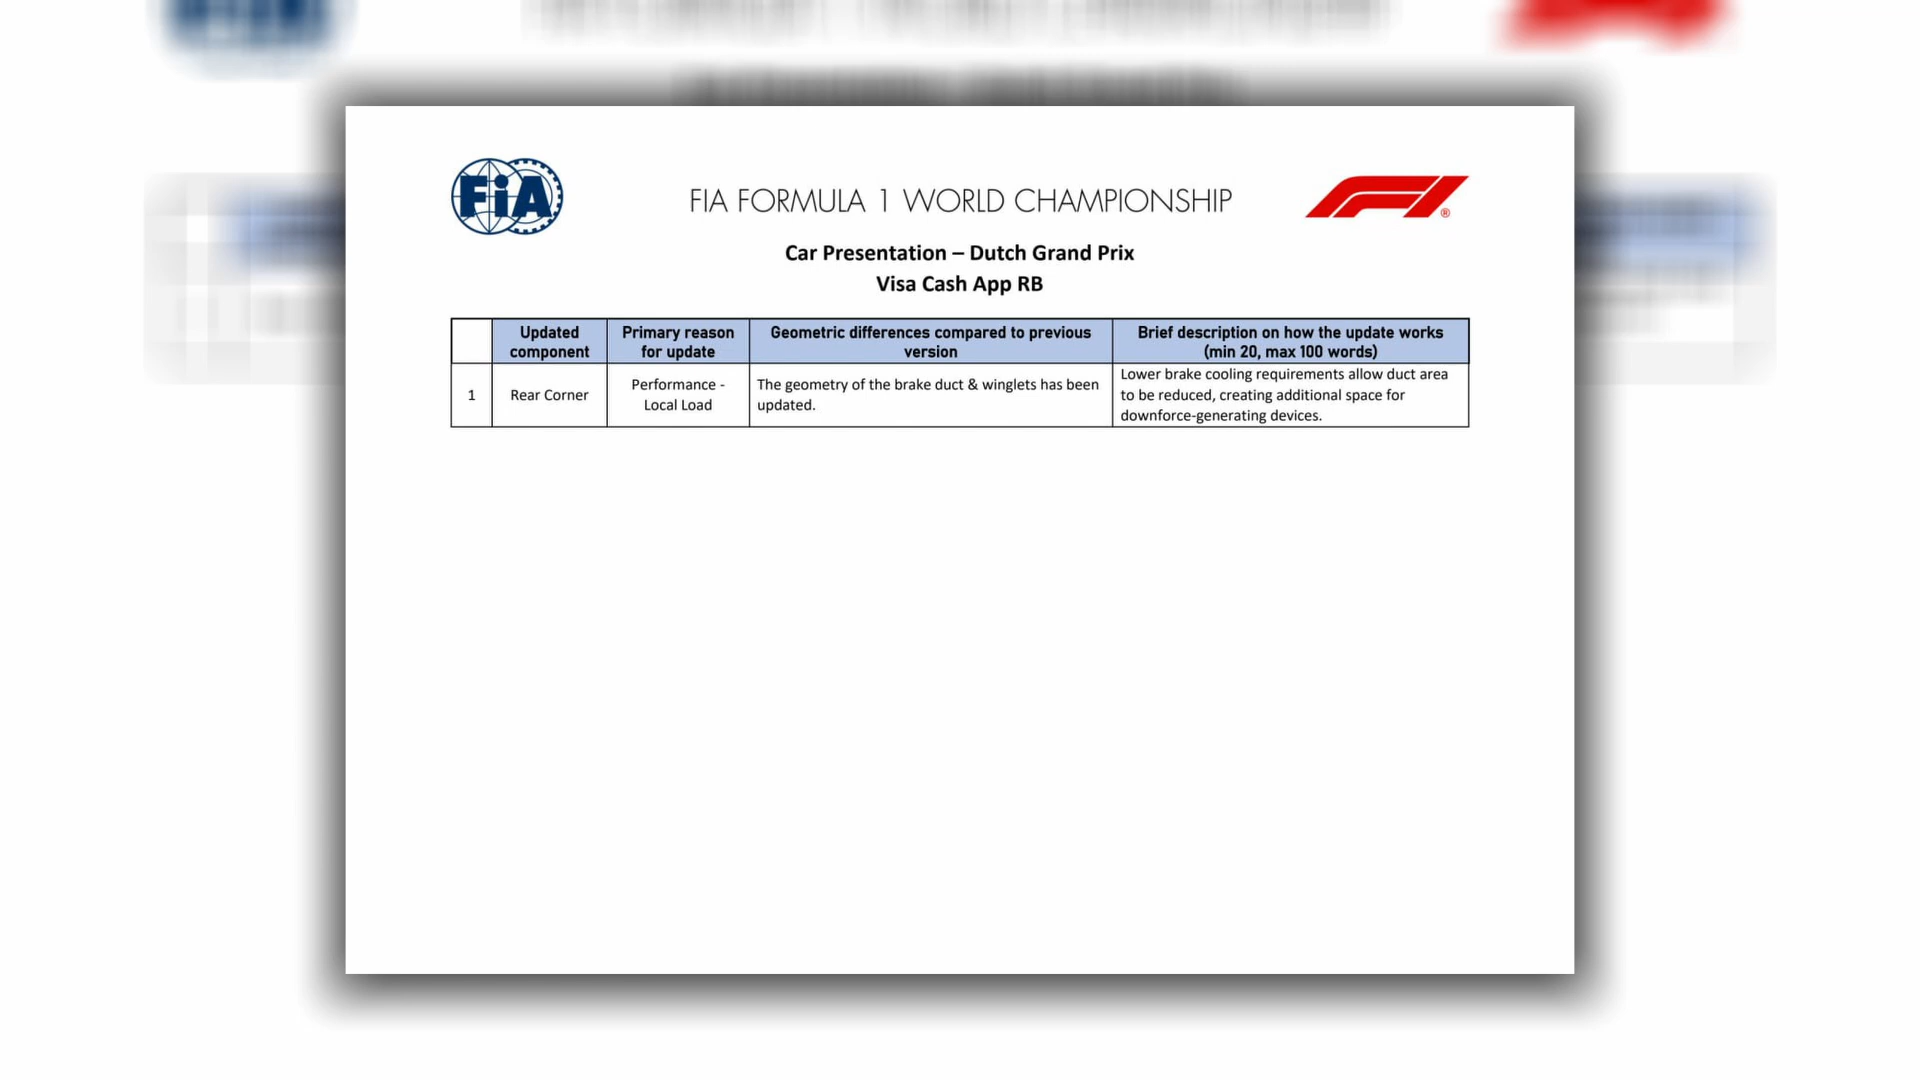 FiA
FIA FORMULA 1 WORLD CHAMPIONSHIP
F1®
Car Presentation – Dutch Grand Prix
Visa Cash App RB
Updated component
Primary reason for update
Geometric differences compared to previous version
Brief description on how the update works (min 20, max 100 words)
1
Rear Corner
Performance -
Local Load
The geometry of the brake duct & winglets has been
updated.
Lower brake cooling requirements allow duct area
to be reduced, creating additional space for
downforce-generating devices.